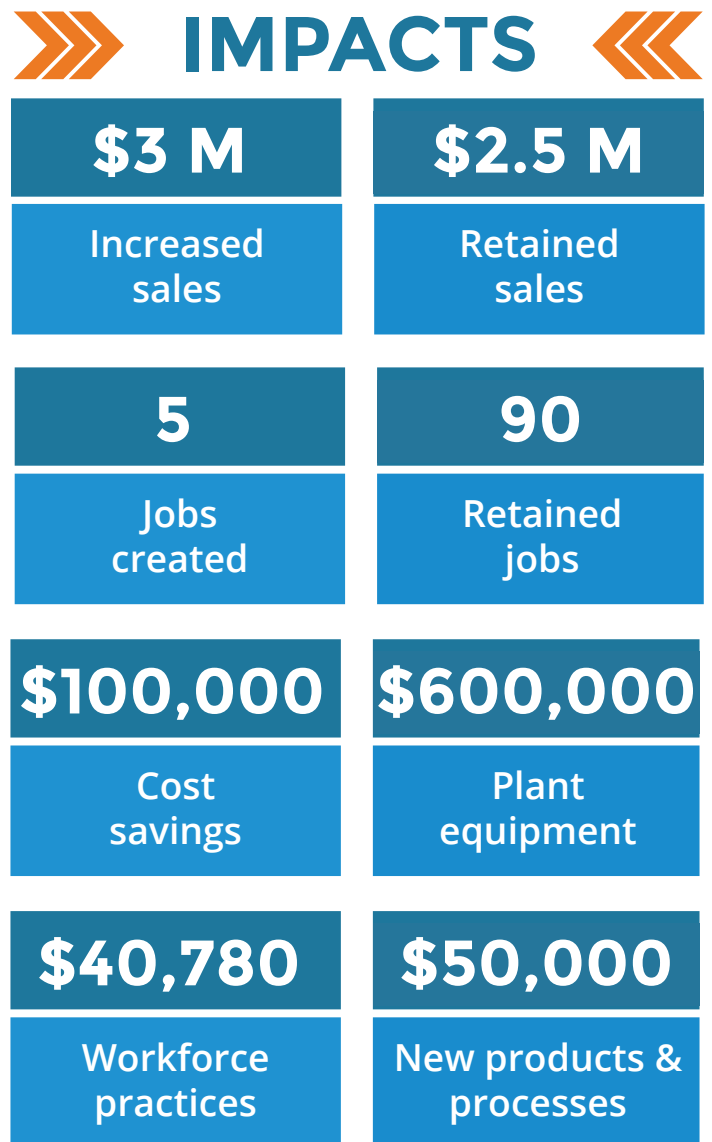 IMPACTS
$3 M
Increased
sales
$2.5 M
Retained
sales
5
Jobs
created
90
Retained
jobs
$100,000
Cost
savings
$600,000
Plant
equipment
$40,780
Workforce
practices
$50,000
New products &
processes